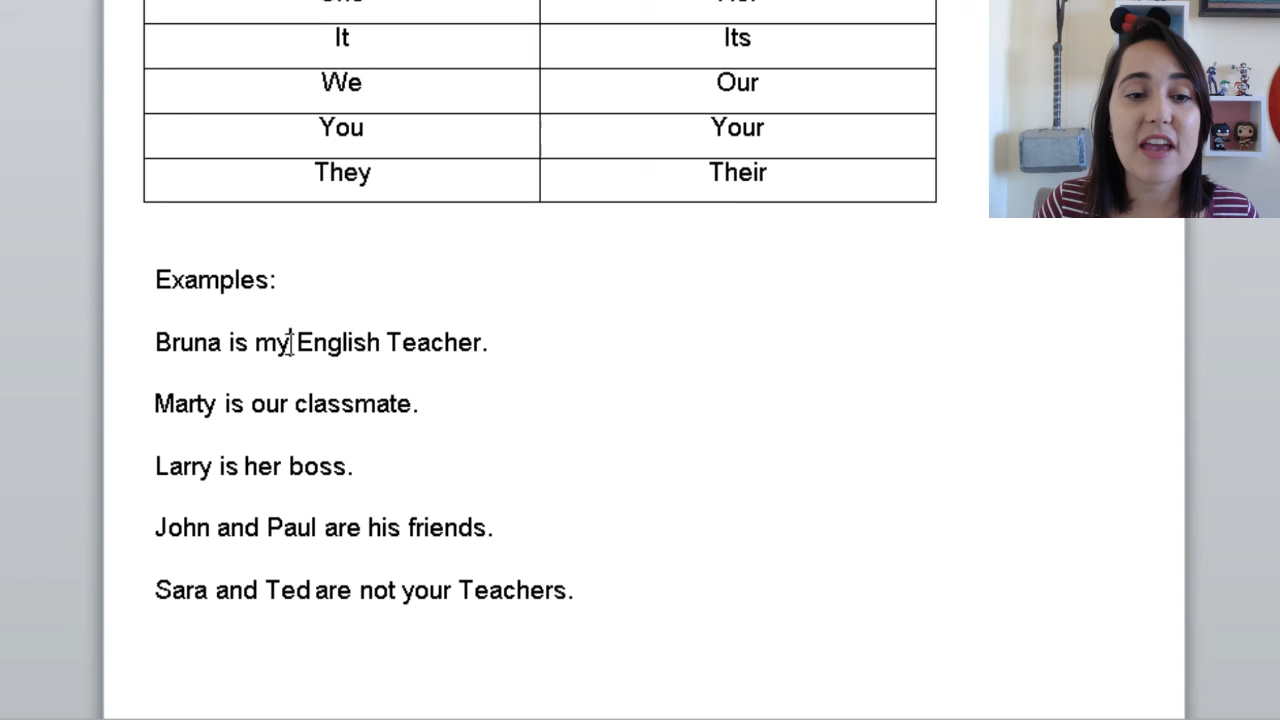 It Its
We Our
You Your
They Their
Examples:
Bruna is my English Teacher.
Marty is our classmate.
Larry is her boss.
John and Paul are his friends.
Sara and Ted are not your Teachers.